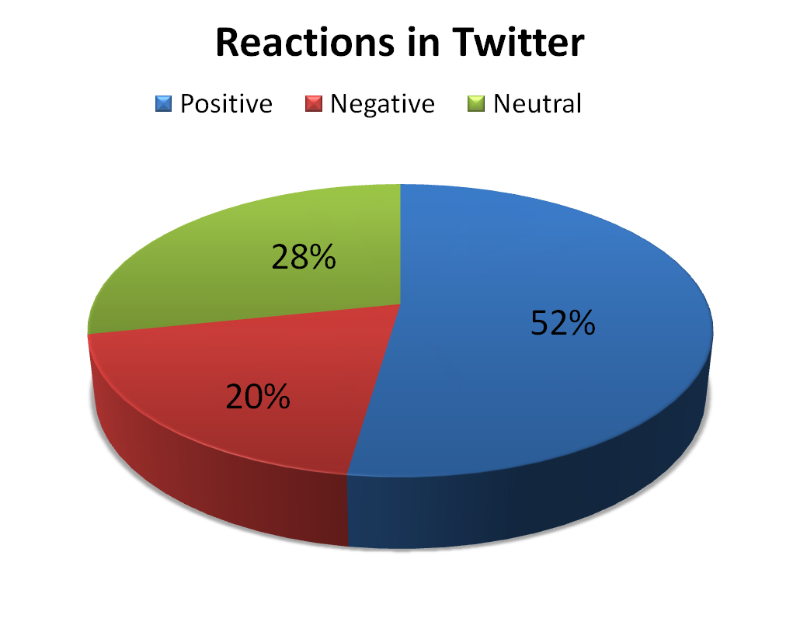 Reactions in Twitter
Positive Negative Neutral
28%
52%
20%